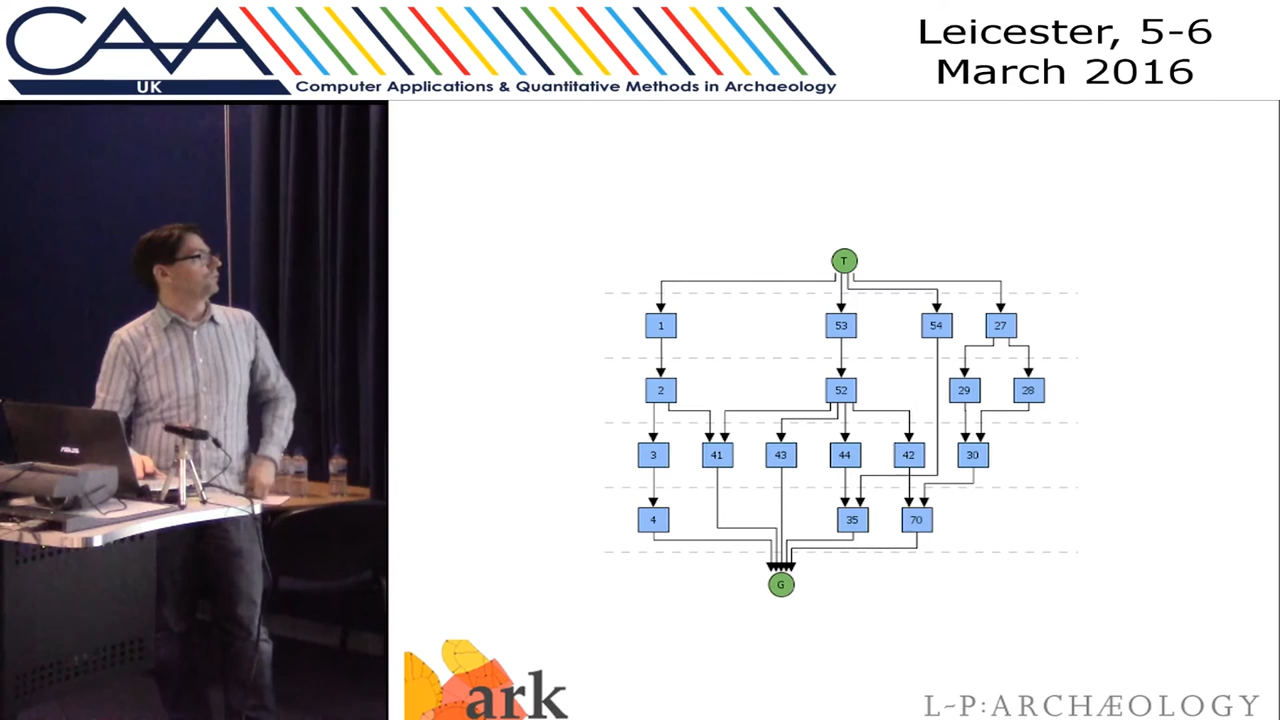 CAA
UK
Computer Applications & Quantitative Methods in Archaeology
Leicester, 5-6
March 2016
T
1
53
54
27
2
52
29
28
3
41
43
44
42
30
4
35
70
G
ASUS
ark
L-P:ARCHÆOLOGY